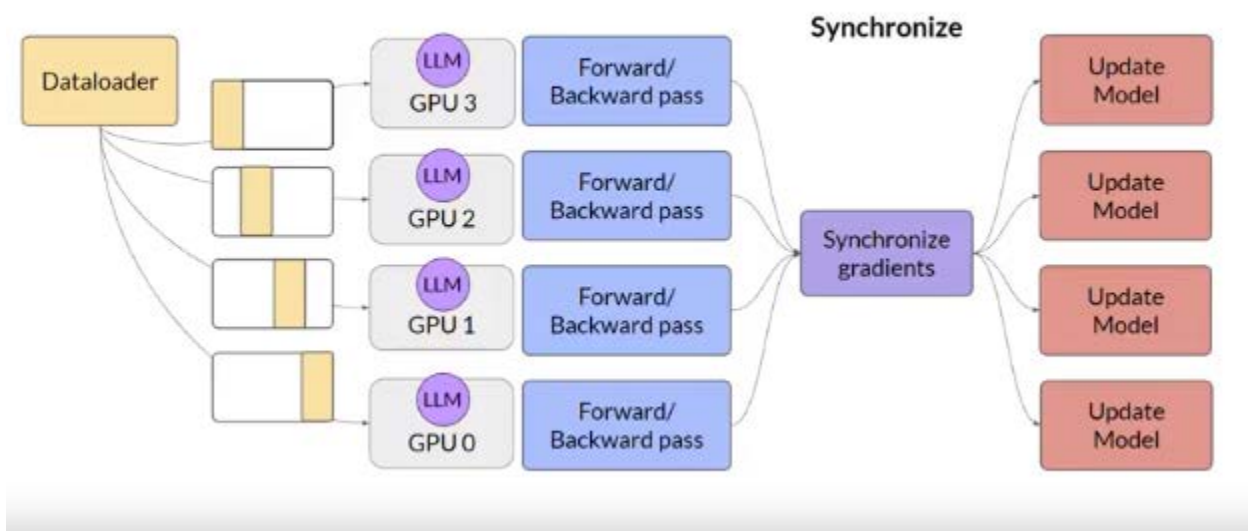 Synchronize
Dataloader
LLM
GPU 3
Forward/
Backward pass
Update
Model
LLM
GPU 2
Forward/
Backward pass
Update
Model
Synchronize
gradients
LLM
GPU 1
Forward/
Backward pass
Update
Model
LLM
GPU 0
Forward/
Backward pass
Update
Model